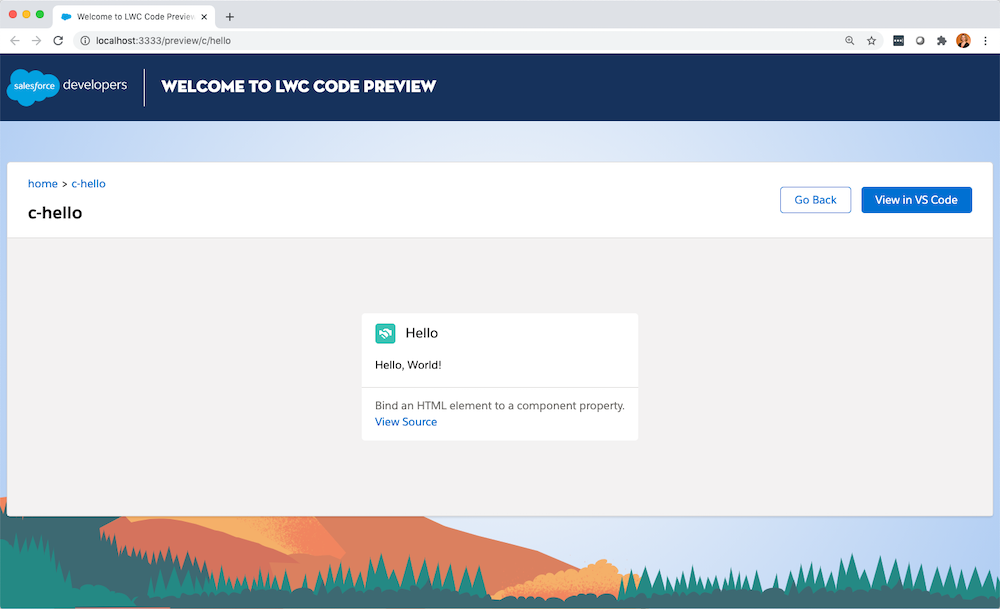 Welcome to LWC Code Preview
localhost:3333/preview/c/hello
salesforce developers
WELCOME TO LWC CODE PREVIEW
home > c-hello
c-hello
Go Back
View in VS Code
Hello
Hello, World!
Bind an HTML element to a component property.
View Source